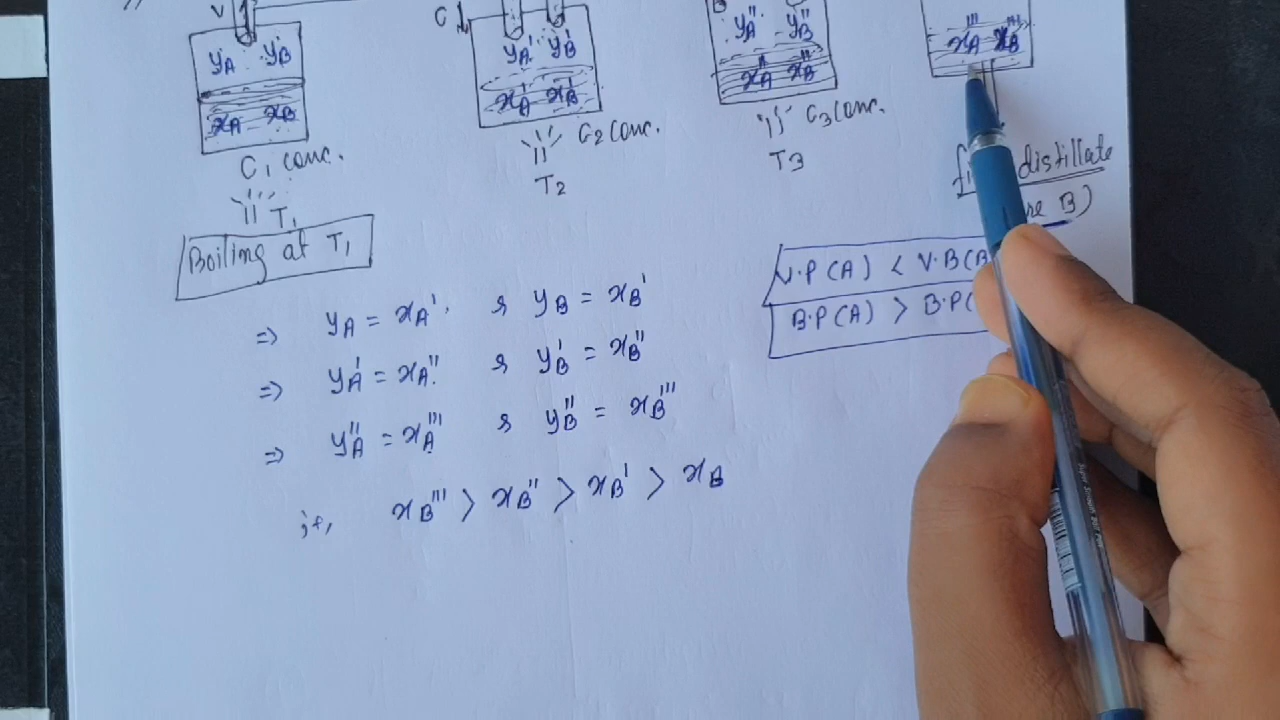 V
C
yA yB
yA' yB'
yA'' yB''
xA''' xB'''
xA xB
xA' xB'
xA'' xB''
C1 conc.
C2 conc.
C3 conc.
T1
T2
T3
distillate
B)
Boiling at T1
V.P(A) < V.B(B
B.P(A) > B.P(
=> yA = xA' & yB = xB'
=> yA' = xA'' & yB' = xB''
=> yA'' = xA''' & yB'' = xB'''
if, xB''' > xB'' > xB' > xB